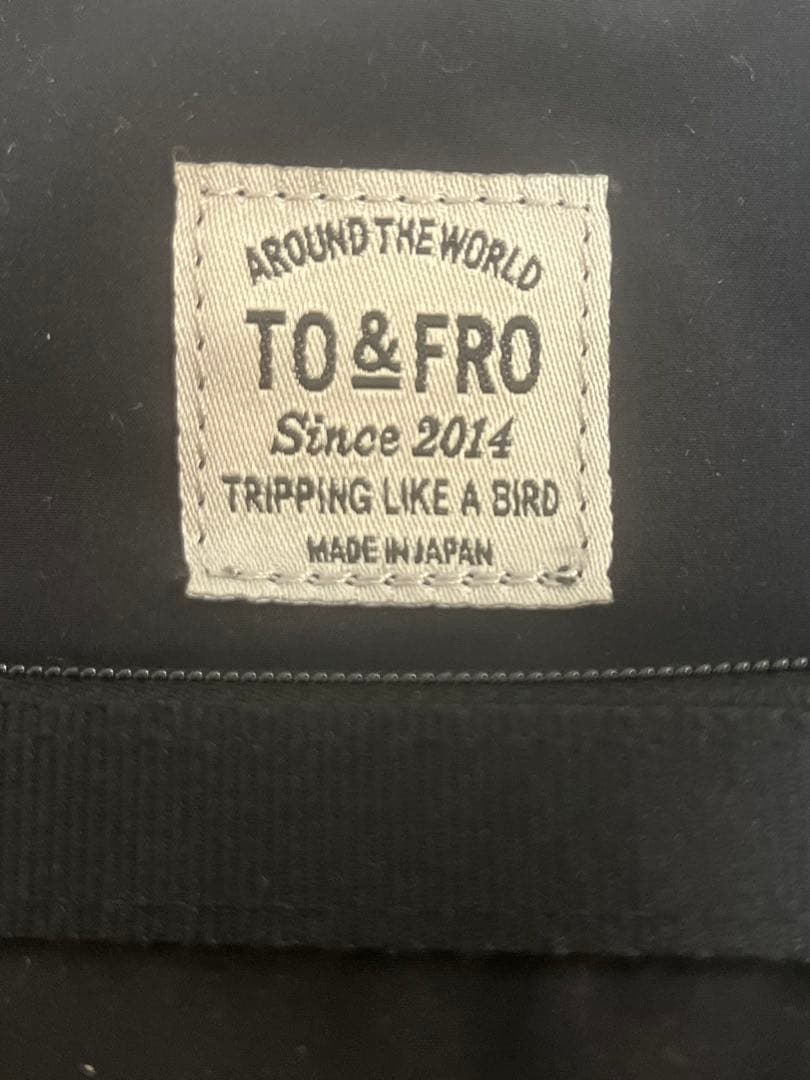 AROUND THE WORLD
TO & FRO
Since 2014
TRIPPING LIKE A BIRD
MADE IN JAPAN